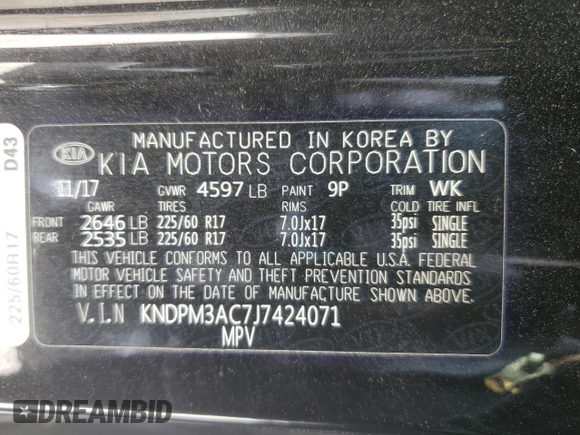 D43
225/60R17
KIA
MANUFACTURED IN KOREA BY
KIA MOTORS CORPORATION
11/17 GVWR 4597 LB PAINT 9P TRIM WK
GAWR TIRES RIMS COLD TIRE INFL
FRONT 2646 LB 225/60 R17 7.0Jx17 35psi SINGLE
REAR 2535 LB 225/60 R17 7.0Jx17 35psi SINGLE
THIS VEHICLE CONFORMS TO ALL APPLICABLE U.S.A. FEDERAL
MOTOR VEHICLE SAFETY AND THEFT PREVENTION STANDARDS
IN EFFECT ON THE DATE OF MANUFACTURE SHOWN ABOVE.
V.I.N KNDPM3AC7J7424071
MPV
DREAMBID